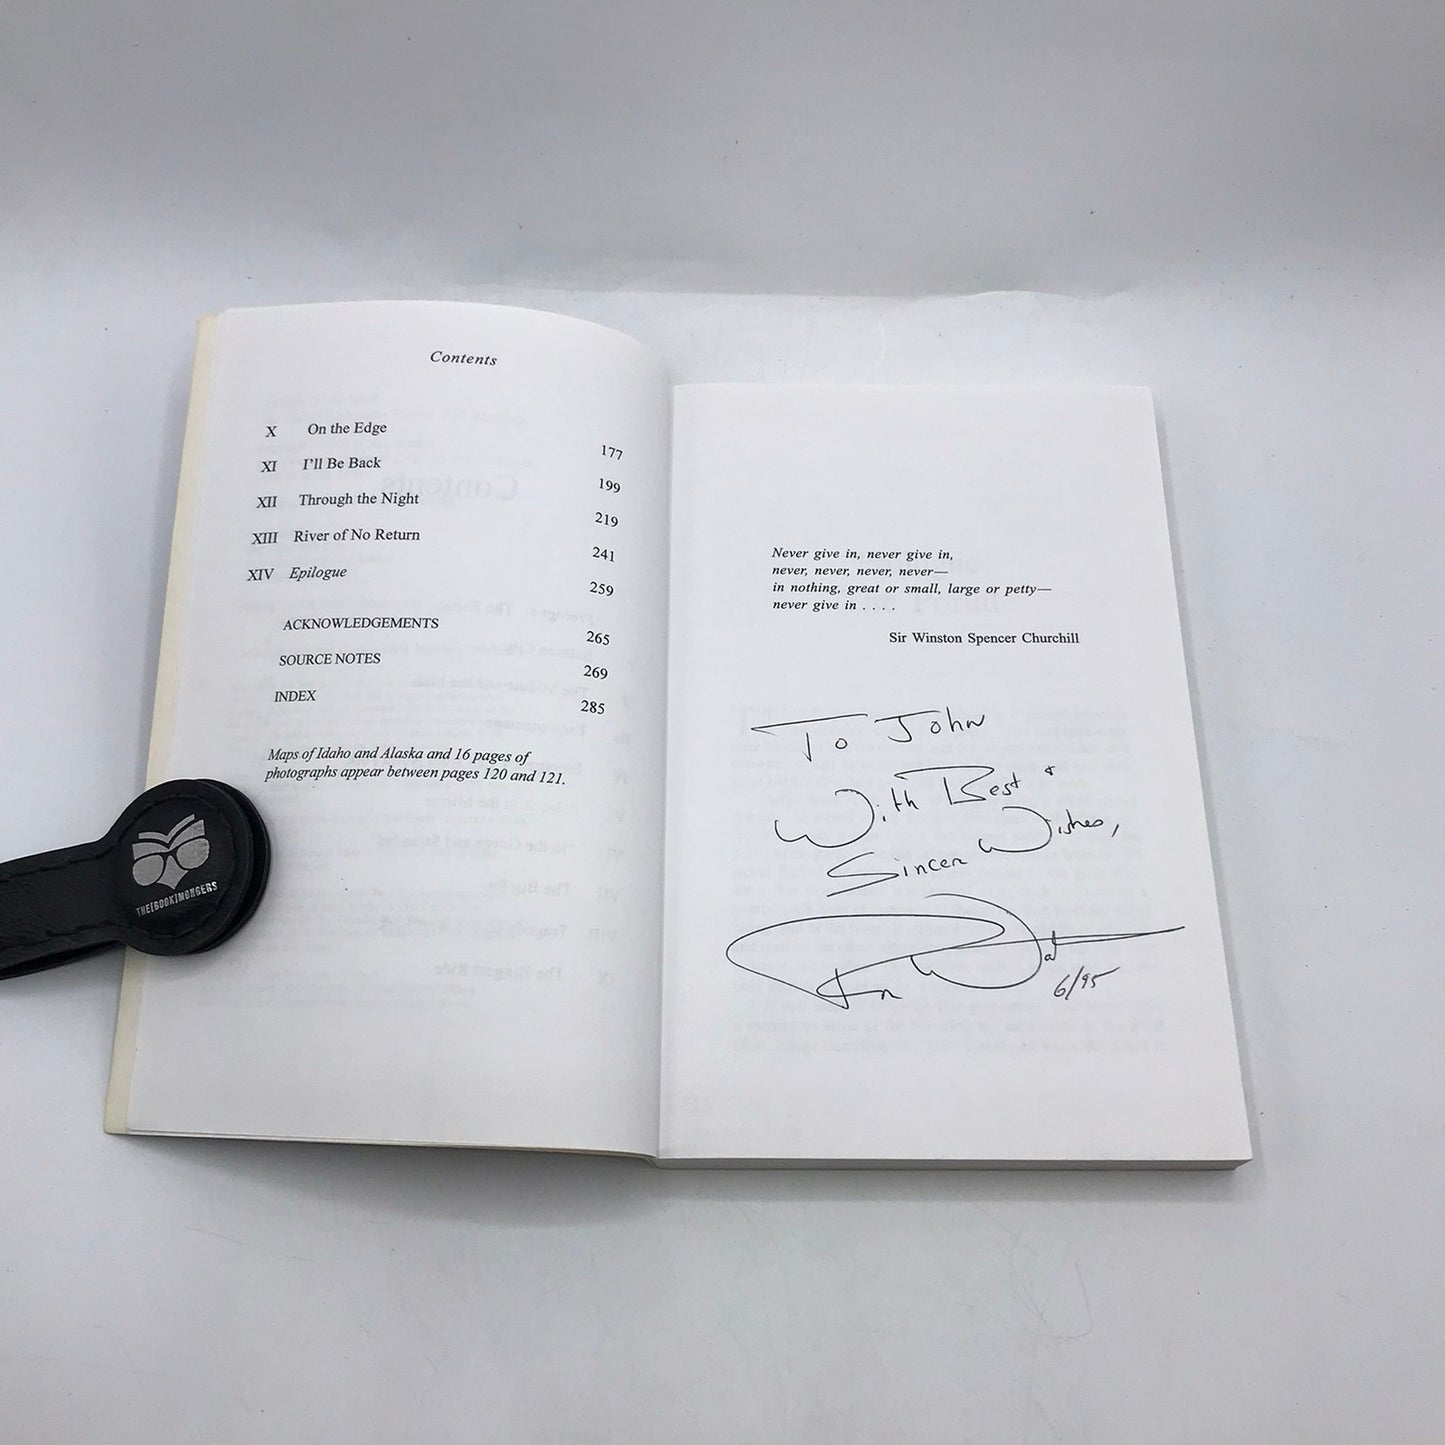 Contents
X On the Edge 177
XI I'll Be Back 199
XII Through the Night 219
XIII River of No Return 241
XIV Epilogue 259
ACKNOWLEDGEMENTS 265
SOURCE NOTES 269
INDEX 285
Maps of Idaho and Alaska and 16 pages of
photographs appear between pages 120 and 121.
THE[BOOK]MONGERS
Never give in, never give in,
never, never, never, never—
in nothing, great or small, large or petty—
never give in . . . .
Sir Winston Spencer Churchill
To John
With Best +
Sincere Wishes,
6/95